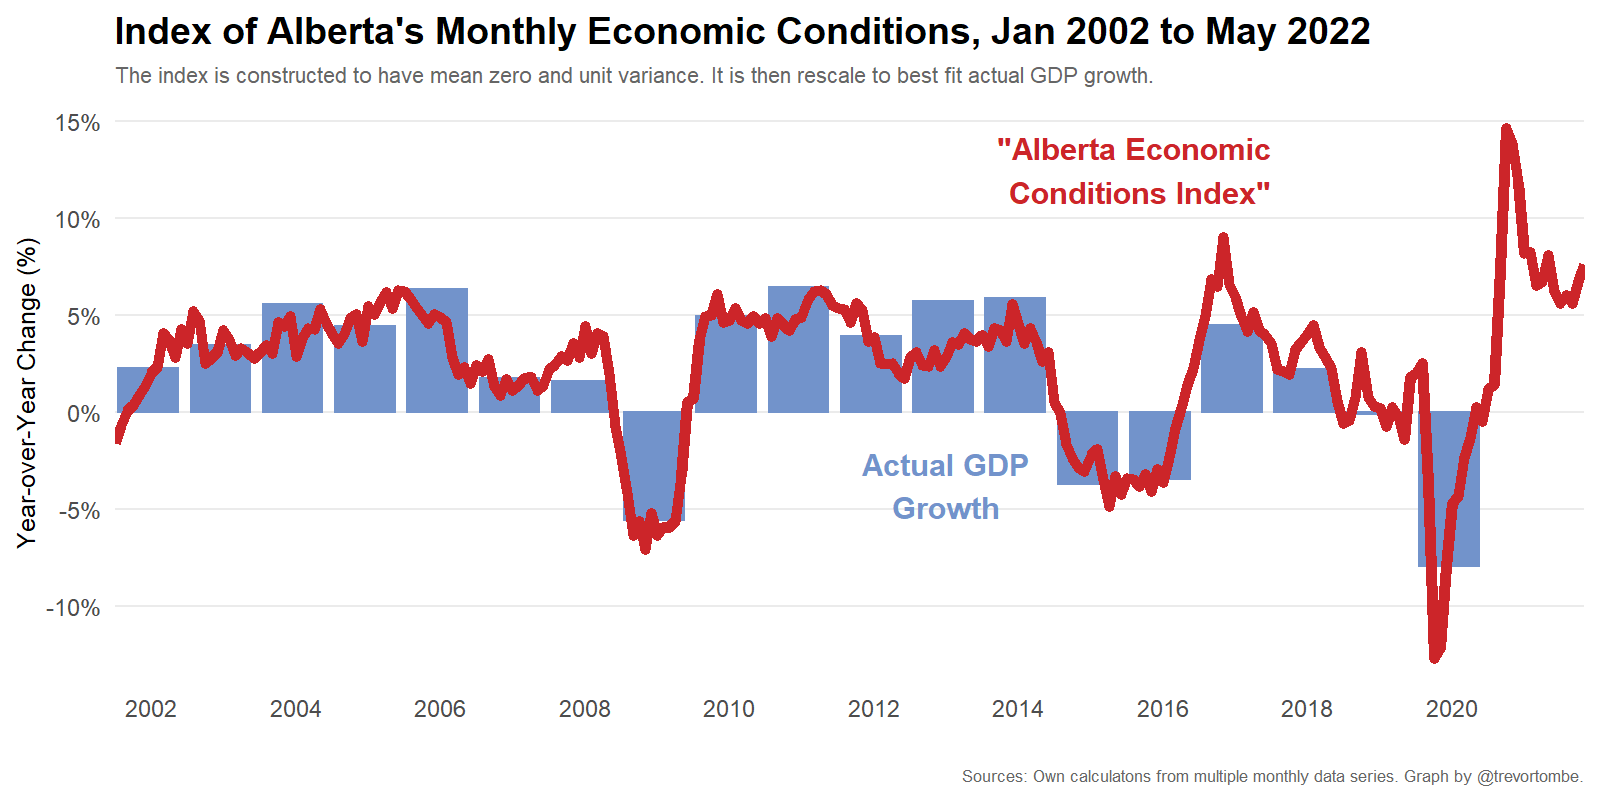 Index of Alberta's Monthly Economic Conditions, Jan 2002 to May 2022
The index is constructed to have mean zero and unit variance. It is then rescale to best fit actual GDP growth.
Year-over-Year Change (%)
15%
10%
5%
0%
-5%
-10%
"Alberta Economic
Conditions Index"
Actual GDP
Growth
2002 2004 2006 2008 2010 2012 2014 2016 2018 2020
Sources: Own calculatons from multiple monthly data series. Graph by @trevortombe.